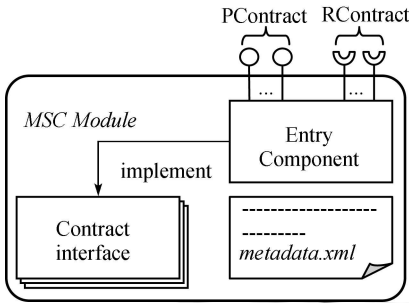 PContract RContract
... ...
MSC Module
Entry
Component
implement
Contract
interface
metadata.xml